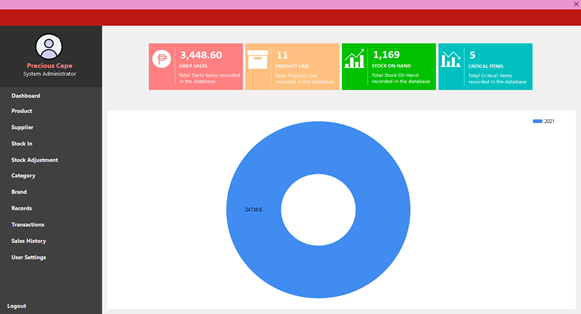 Precious Cepe
System Administrator
Dashboard
Product
Supplier
Stock In
Stock Adjustment
Category
Brand
Records
Transactions
Sales History
User Settings
Logout
3,448.60
DAILY SALES
Total Daily Sales recorded
in the database
11
PRODUCT LINE
Total Product Line
recorded in the database
1,169
STOCK ON HAND
Total Stock On Hand
recorded in the database
5
CRITICAL ITEMS
Total Critical Items
recorded in the database
2021
24738.6